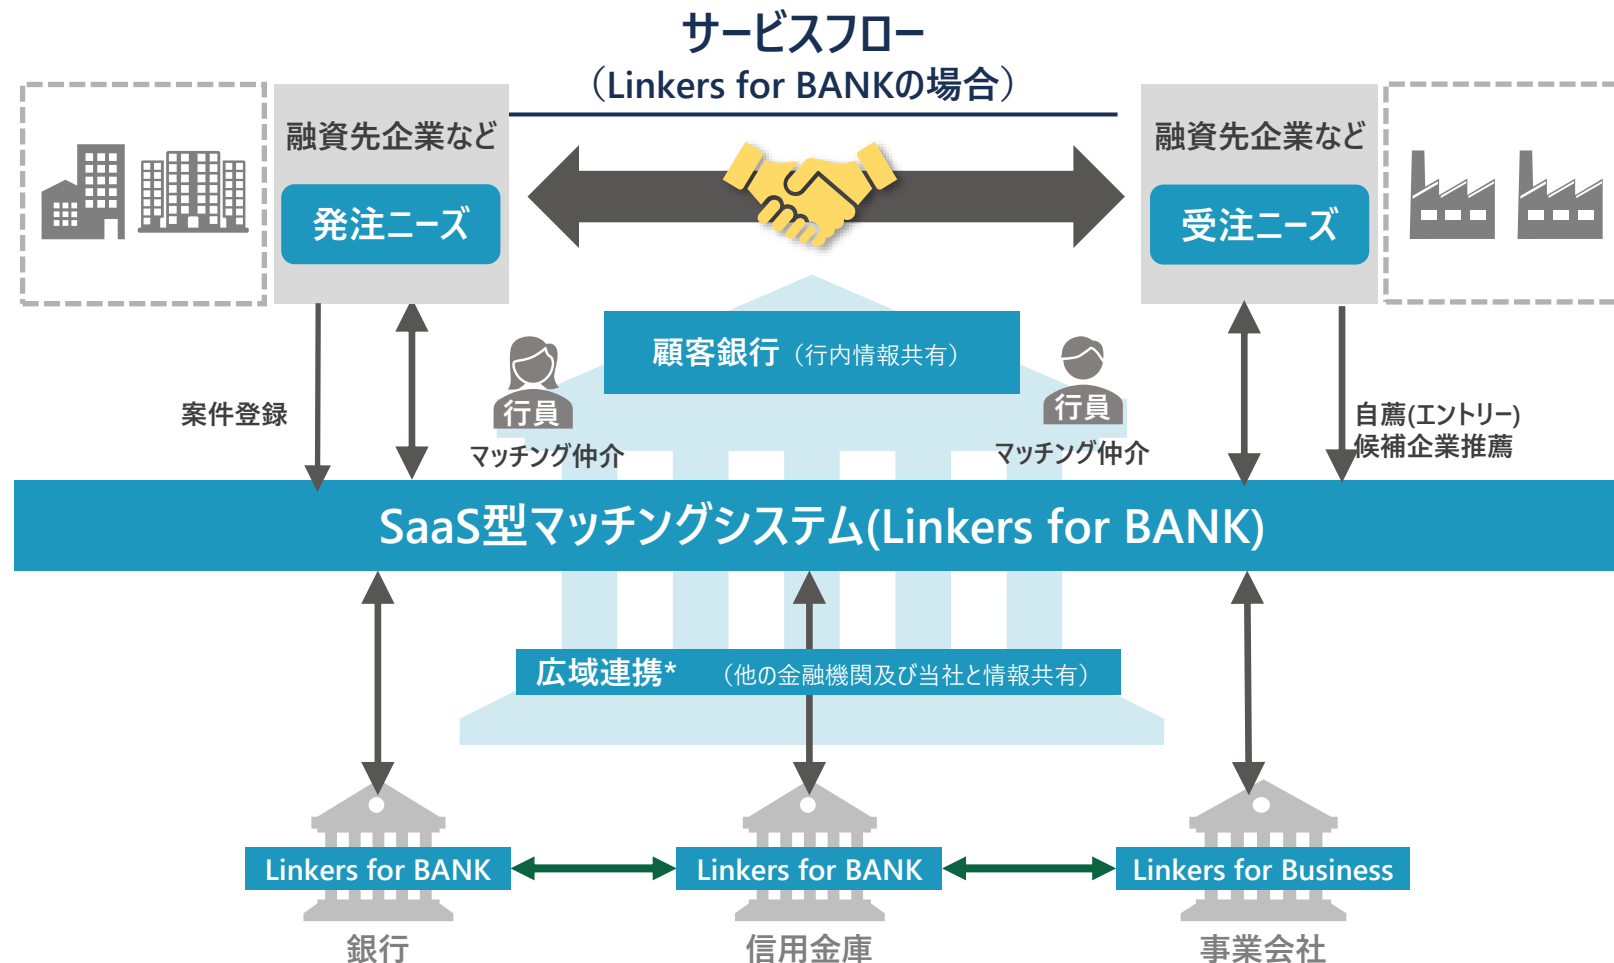 サービスフロー
（Linkers for BANKの場合）
融資先企業など
発注ニーズ
融資先企業など
受注ニーズ
顧客銀行（行内情報共有）
案件登録
行員
マッチング仲介
行員
マッチング仲介
自薦(エントリー)
候補企業推薦
SaaS型マッチングシステム(Linkers for BANK)
広域連携* （他の金融機関及び当社と情報共有）
Linkers for BANK
Linkers for BANK
Linkers for Business
銀行
信用金庫
事業会社